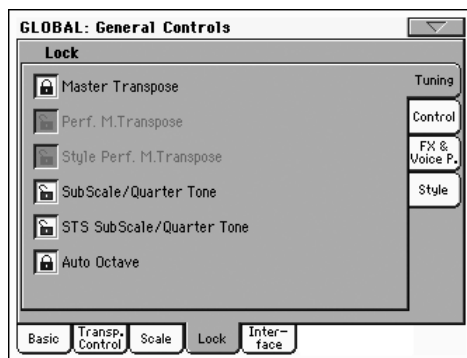 GLOBAL: General Controls
Lock
Master Transpose
Perf. M.Transpose
Style Perf. M.Transpose
SubScale/Quarter Tone
STS SubScale/Quarter Tone
Auto Octave
Tuning
Control
FX &
Voice P.
Style
Basic
Transp.
Control
Scale
Lock
Inter-
face